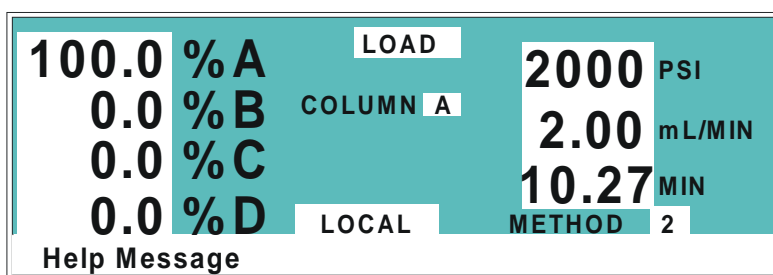 100.0 %A
0.0 %B
0.0 %C
0.0 %D
LOAD
COLUMN A
LOCAL
2000 PSI
2.00 mL/MIN
10.27 MIN
METHOD 2
Help Message